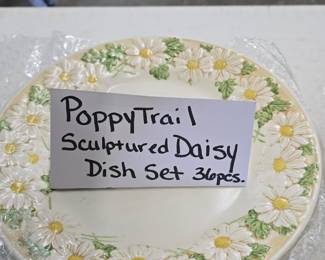 PoppyTrail
Sculptured Daisy
Dish Set 36pcs.